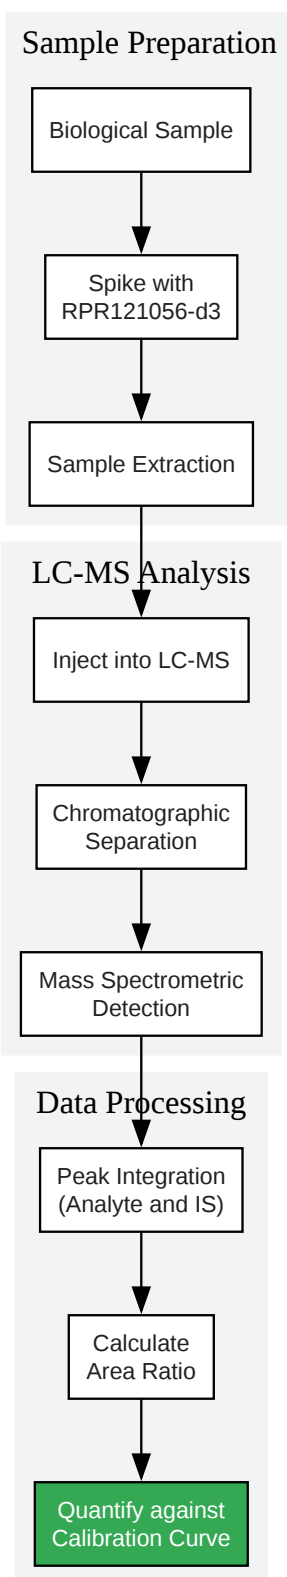 Sample Preparation
Biological Sample
Spike with
RPR121056-d3
Sample Extraction
LC-MS Analysis
Inject into LC-MS
Chromatographic
Separation
Mass Spectrometric
Detection
Data Processing
Peak Integration
(Analyte and IS)
Calculate
Area Ratio
Quantify against
Calibration Curve